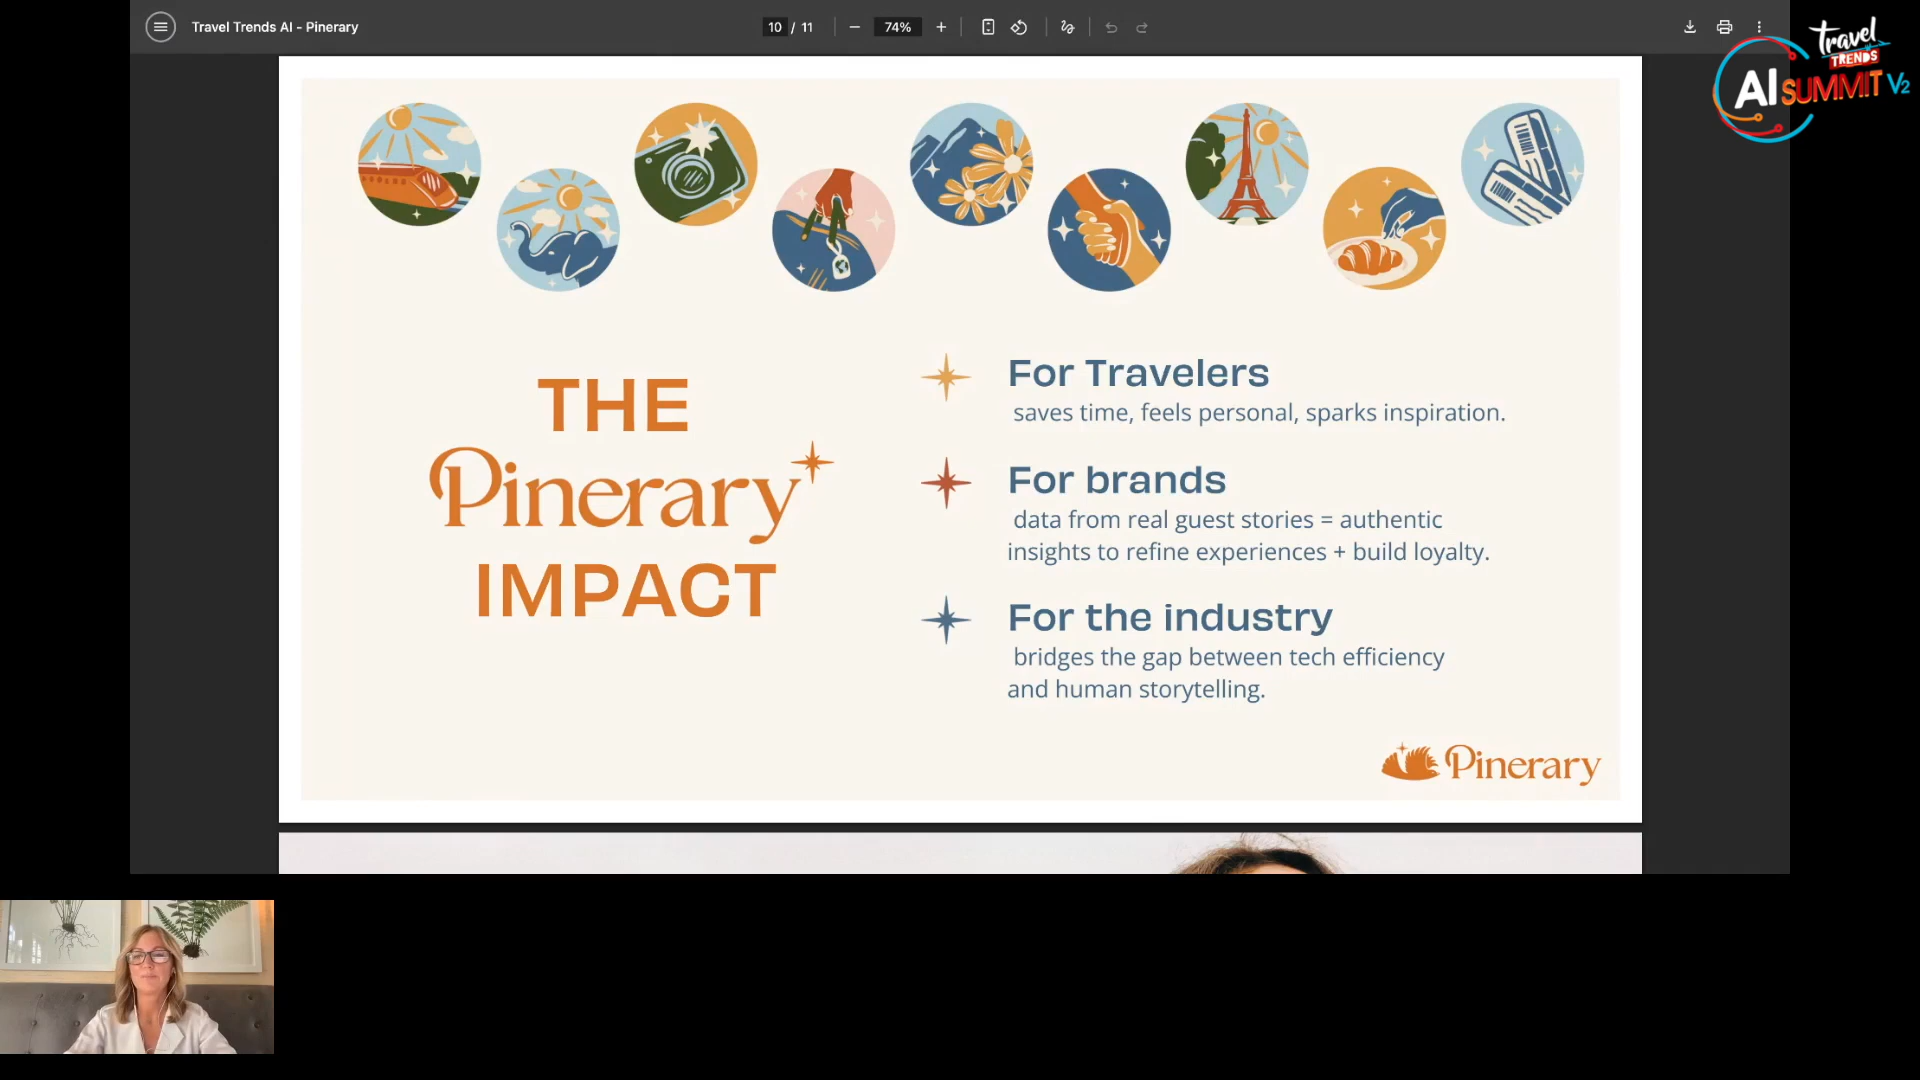 Travel Trends AI - Pinerary
10 / 11
74%
Travel
TRENDS
AI SUMMIT V2
THE
Pinerary
IMPACT
For Travelers
saves time, feels personal, sparks inspiration.
For brands
data from real guest stories = authentic
insights to refine experiences + build loyalty.
For the industry
bridges the gap between tech efficiency
and human storytelling.
Pinerary